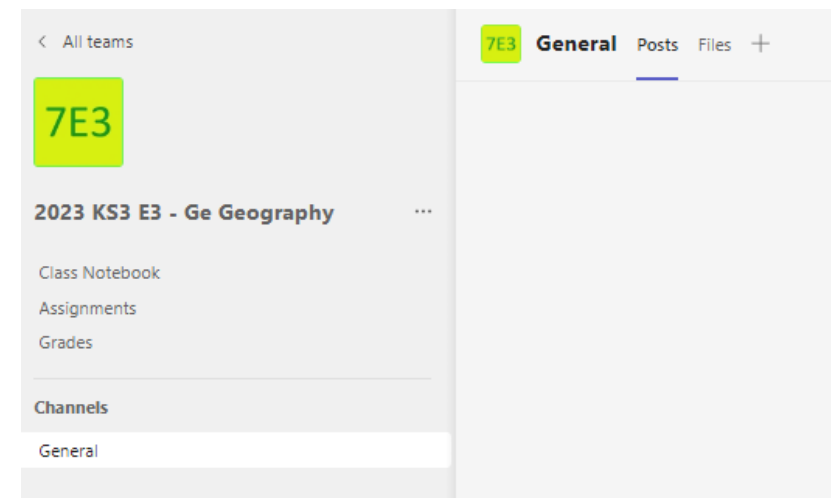 < All teams
7E3
2023 KS3 E3 - Ge Geography ...
Class Notebook
Assignments
Grades
Channels
General
7E3 General Posts Files +